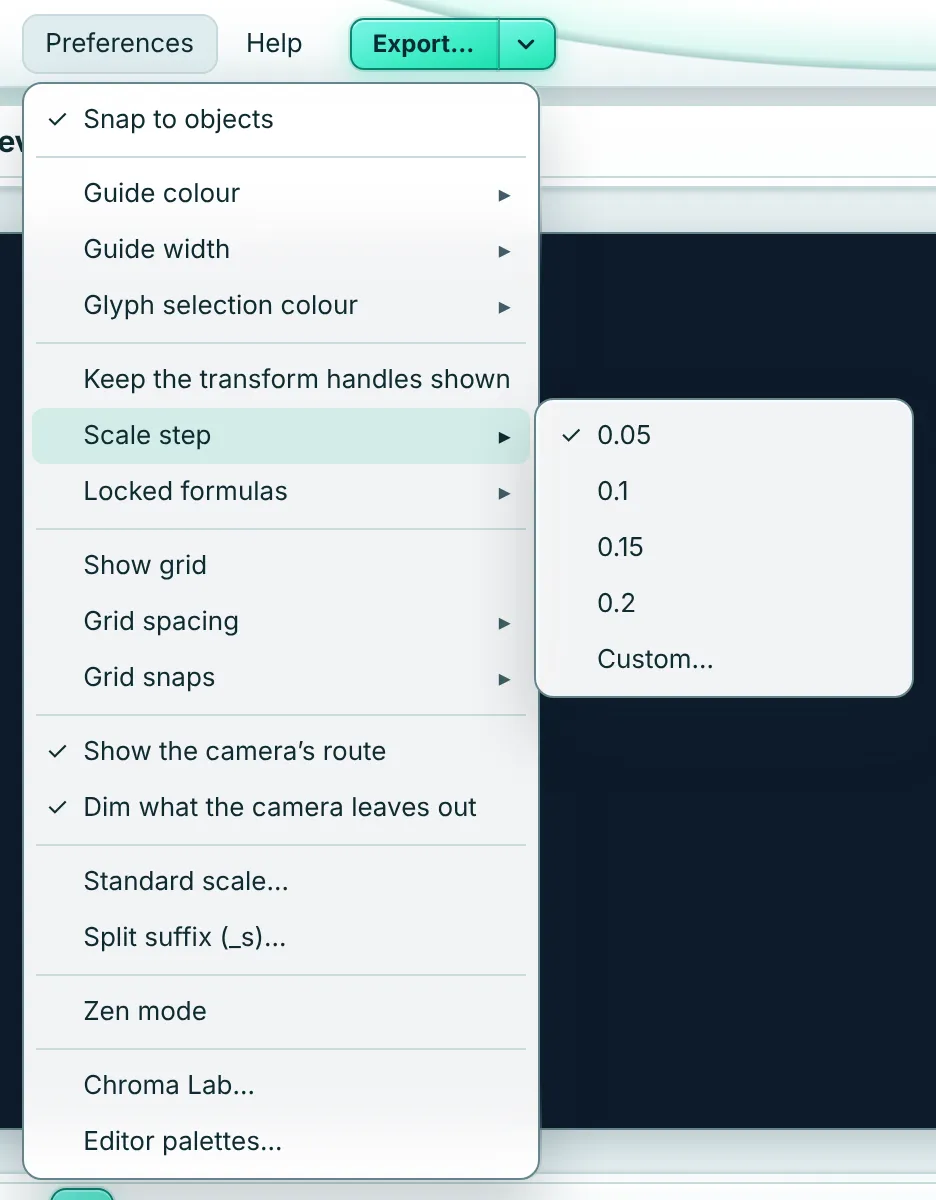 Preferences
Help
Export...
Snap to objects
Guide colour
Guide width
Glyph selection colour
Keep the transform handles shown
Scale step
0.05
0.1
0.15
0.2
Custom...
Locked formulas
Show grid
Grid spacing
Grid snaps
Show the camera’s route
Dim what the camera leaves out
Standard scale...
Split suffix (_s)...
Zen mode
Chroma Lab...
Editor palettes...